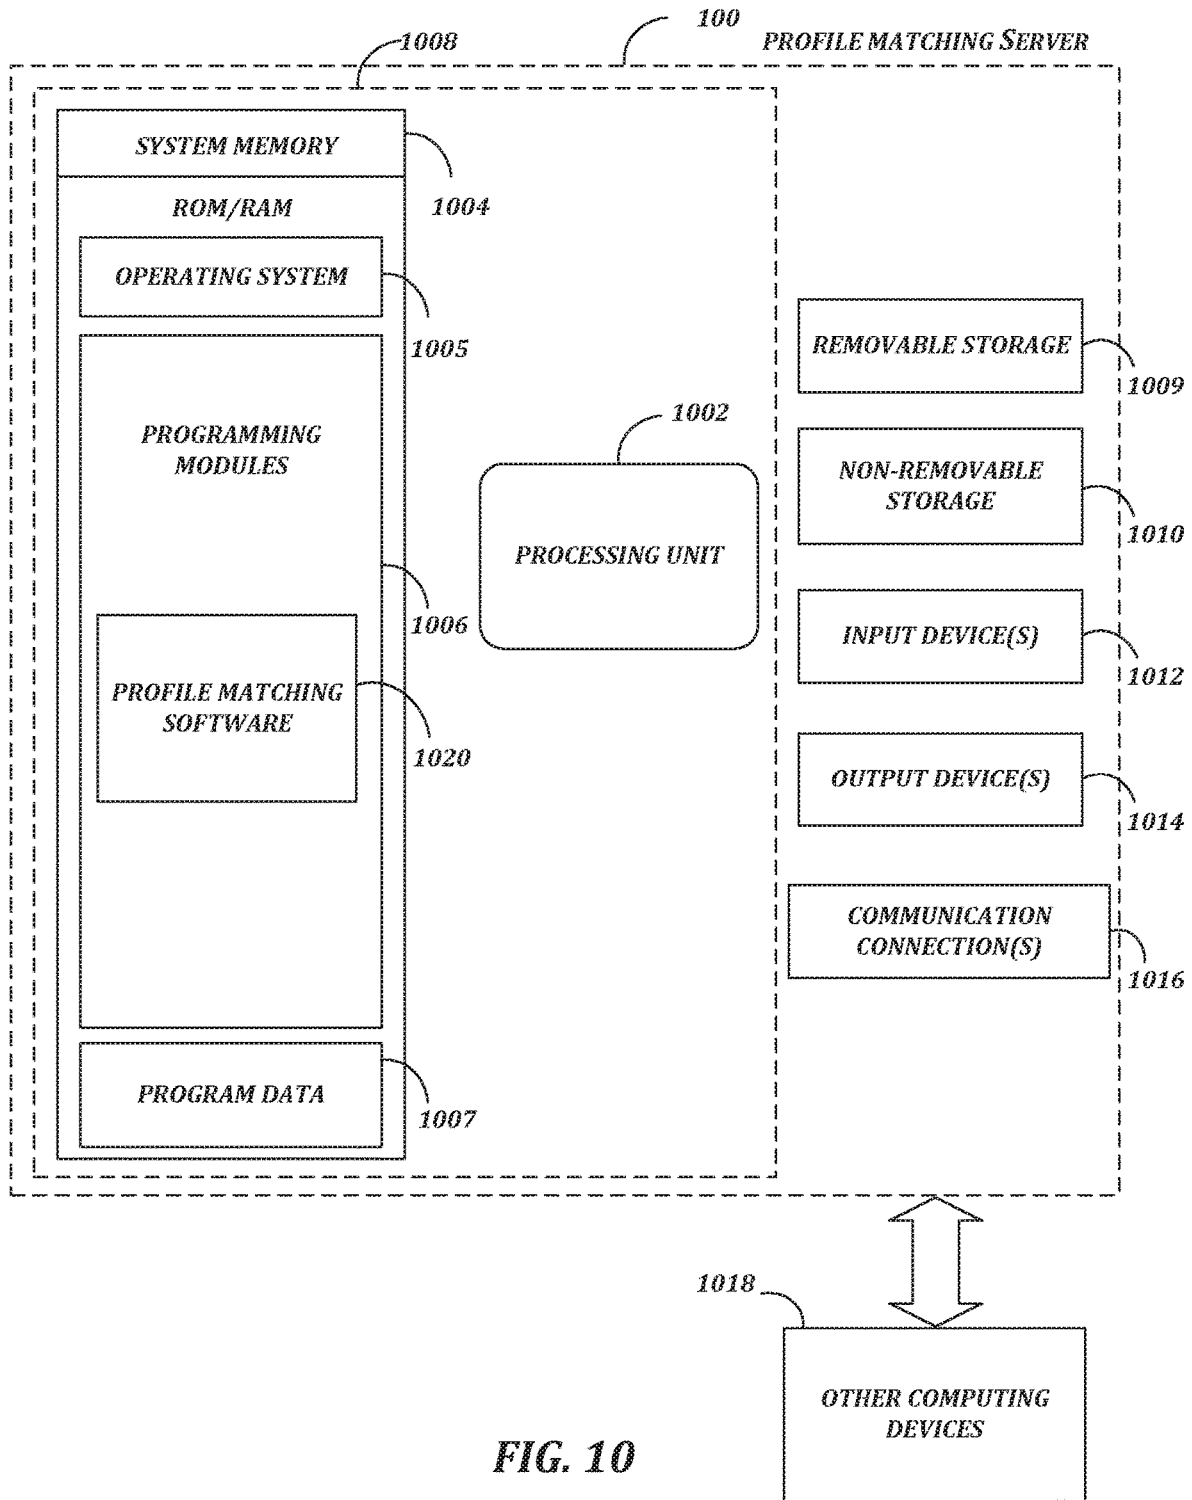 100
PROFILE MATCHING SERVER
1008
SYSTEM MEMORY
1004
ROM/RAM
OPERATING SYSTEM
1005
PROGRAMMING
MODULES
1006
PROFILE MATCHING
SOFTWARE
1020
PROGRAM DATA
1007
1002
PROCESSING UNIT
REMOVABLE STORAGE
1009
NON-REMOVABLE
STORAGE
1010
INPUT DEVICE(S)
1012
OUTPUT DEVICE(S)
1014
COMMUNICATION
CONNECTION(S)
1016
1018
OTHER COMPUTING
DEVICES
FIG. 10